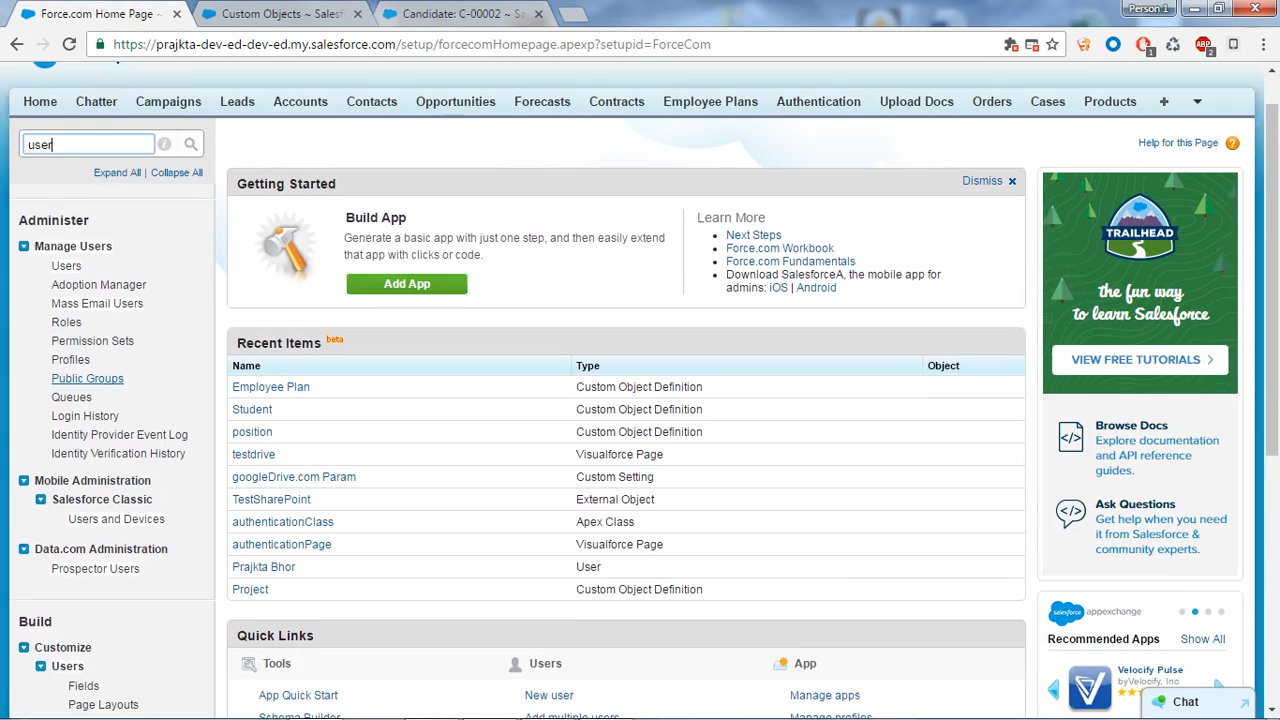 Force.com Home Page ~
Custom Objects ~ Salesf
Candidate: C-00002 ~ Sa
Person 1
https://prajkta-dev-ed-dev-ed.my.salesforce.com/setup/forcecomHomepage.apexp?setupid=ForceCom
1
ABP
2
Home
Chatter
Campaigns
Leads
Accounts
Contacts
Opportunities
Forecasts
Contracts
Employee Plans
Authentication
Upload Docs
Orders
Cases
Products
+
user
Expand All | Collapse All
Administer
Manage Users
Users
Adoption Manager
Mass Email Users
Roles
Permission Sets
Profiles
Public Groups
Queues
Login History
Identity Provider Event Log
Identity Verification History
Mobile Administration
Salesforce Classic
Users and Devices
Data.com Administration
Prospector Users
Build
Customize
Users
Fields
Page Layouts
Help for this Page
Getting Started
Dismiss
Build App
Generate a basic app with just one step, and then easily extend
that app with clicks or code.
Add App
Learn More
Next Steps
Force.com Workbook
Force.com Fundamentals
Download SalesforceA, the mobile app for
admins: iOS | Android
Recent Items beta
Name Type Object
Employee Plan Custom Object Definition
Student Custom Object Definition
position Custom Object Definition
testdrive Visualforce Page
googleDrive.com Param Custom Setting
TestSharePoint External Object
authenticationClass Apex Class
authenticationPage Visualforce Page
Prajkta Bhor User
Project Custom Object Definition
Quick Links
Tools
Users
App
App Quick Start
New user
Manage apps
Schema Builder
Add multiple users
Manage profiles
TRAILHEAD
the fun way
to learn Salesforce
VIEW FREE TUTORIALS
Browse Docs
Explore documentation
and API reference
guides.
Ask Questions
Get help when you need
it from Salesforce &
community experts.
salesforce appexchange
Recommended Apps Show All
Velocify Pulse
byVelocify, Inc
Chat